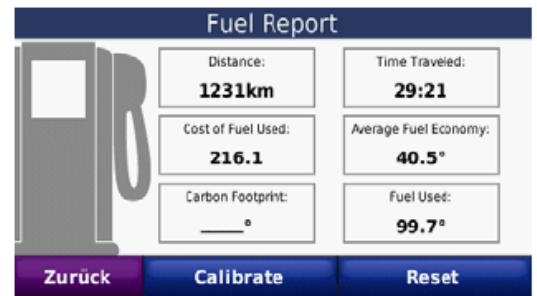 Fuel Report
Distance:
1231km
Time Traveled:
29:21
Cost of Fuel Used:
216.1
Average Fuel Economy:
40.5°
Carbon Footprint:
____°
Fuel Used:
99.7°
Zurück
Calibrate
Reset